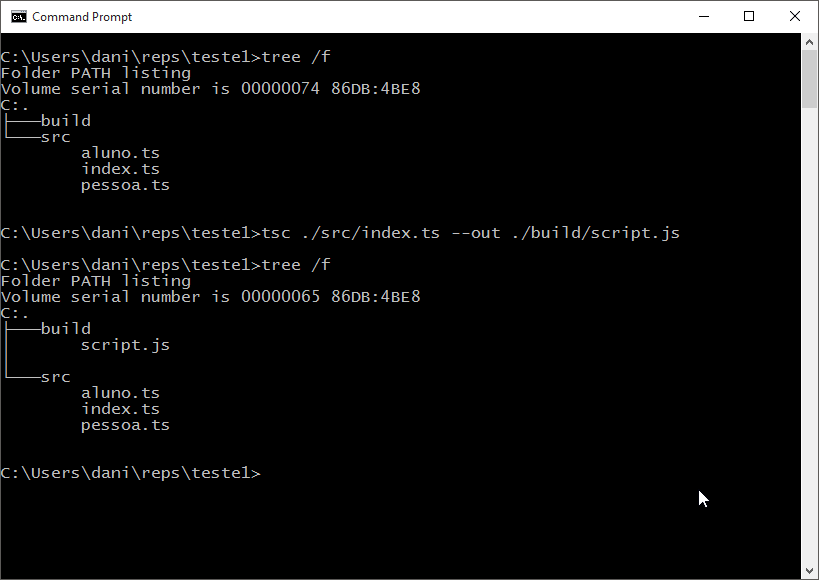 Command Prompt
C:\Users\dani\reps\teste1>tree /f
Folder PATH listing
Volume serial number is 00000074 86DB:4BE8
C:.
├───build
└───src
        aluno.ts
        index.ts
        pessoa.ts
C:\Users\dani\reps\teste1>tsc ./src/index.ts --out ./build/script.js
C:\Users\dani\reps\teste1>tree /f
Folder PATH listing
Volume serial number is 00000065 86DB:4BE8
C:.
├───build
│       script.js
│
└───src
        aluno.ts
        index.ts
        pessoa.ts
C:\Users\dani\reps\teste1>